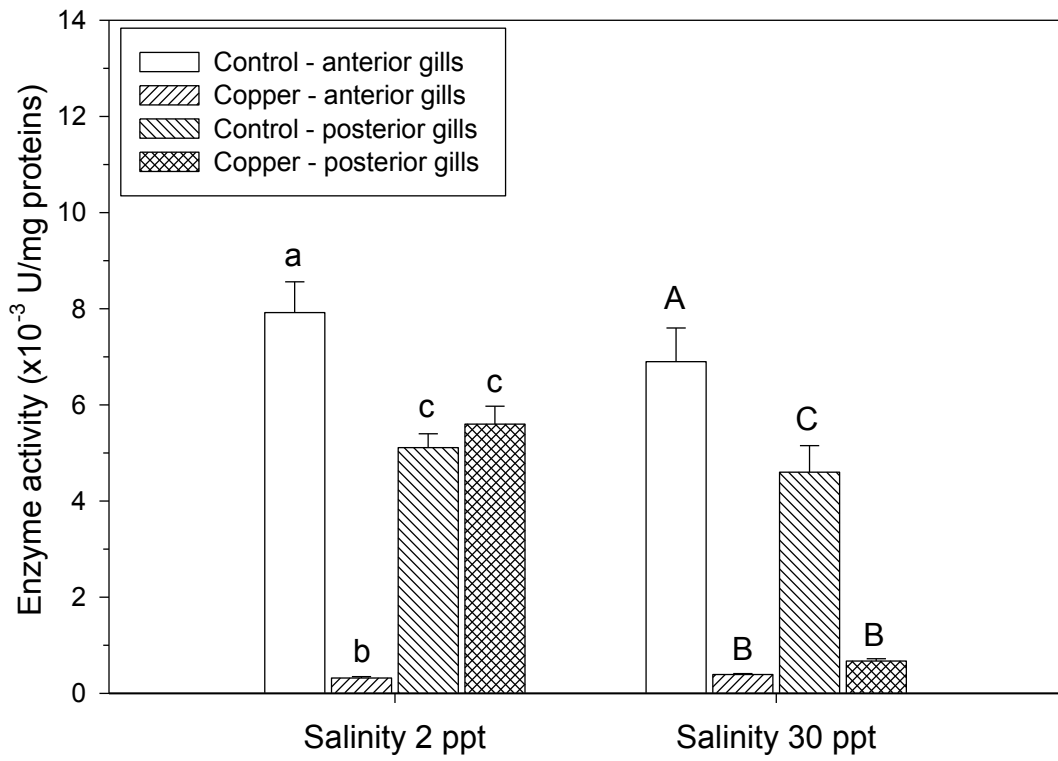 Enzyme activity (x10⁻³ U/mg proteins)
14
12
10
8
6
4
2
0
Control - anterior gills
Copper - anterior gills
Control - posterior gills
Copper - posterior gills
a
b
c
c
A
B
C
B
Salinity 2 ppt
Salinity 30 ppt